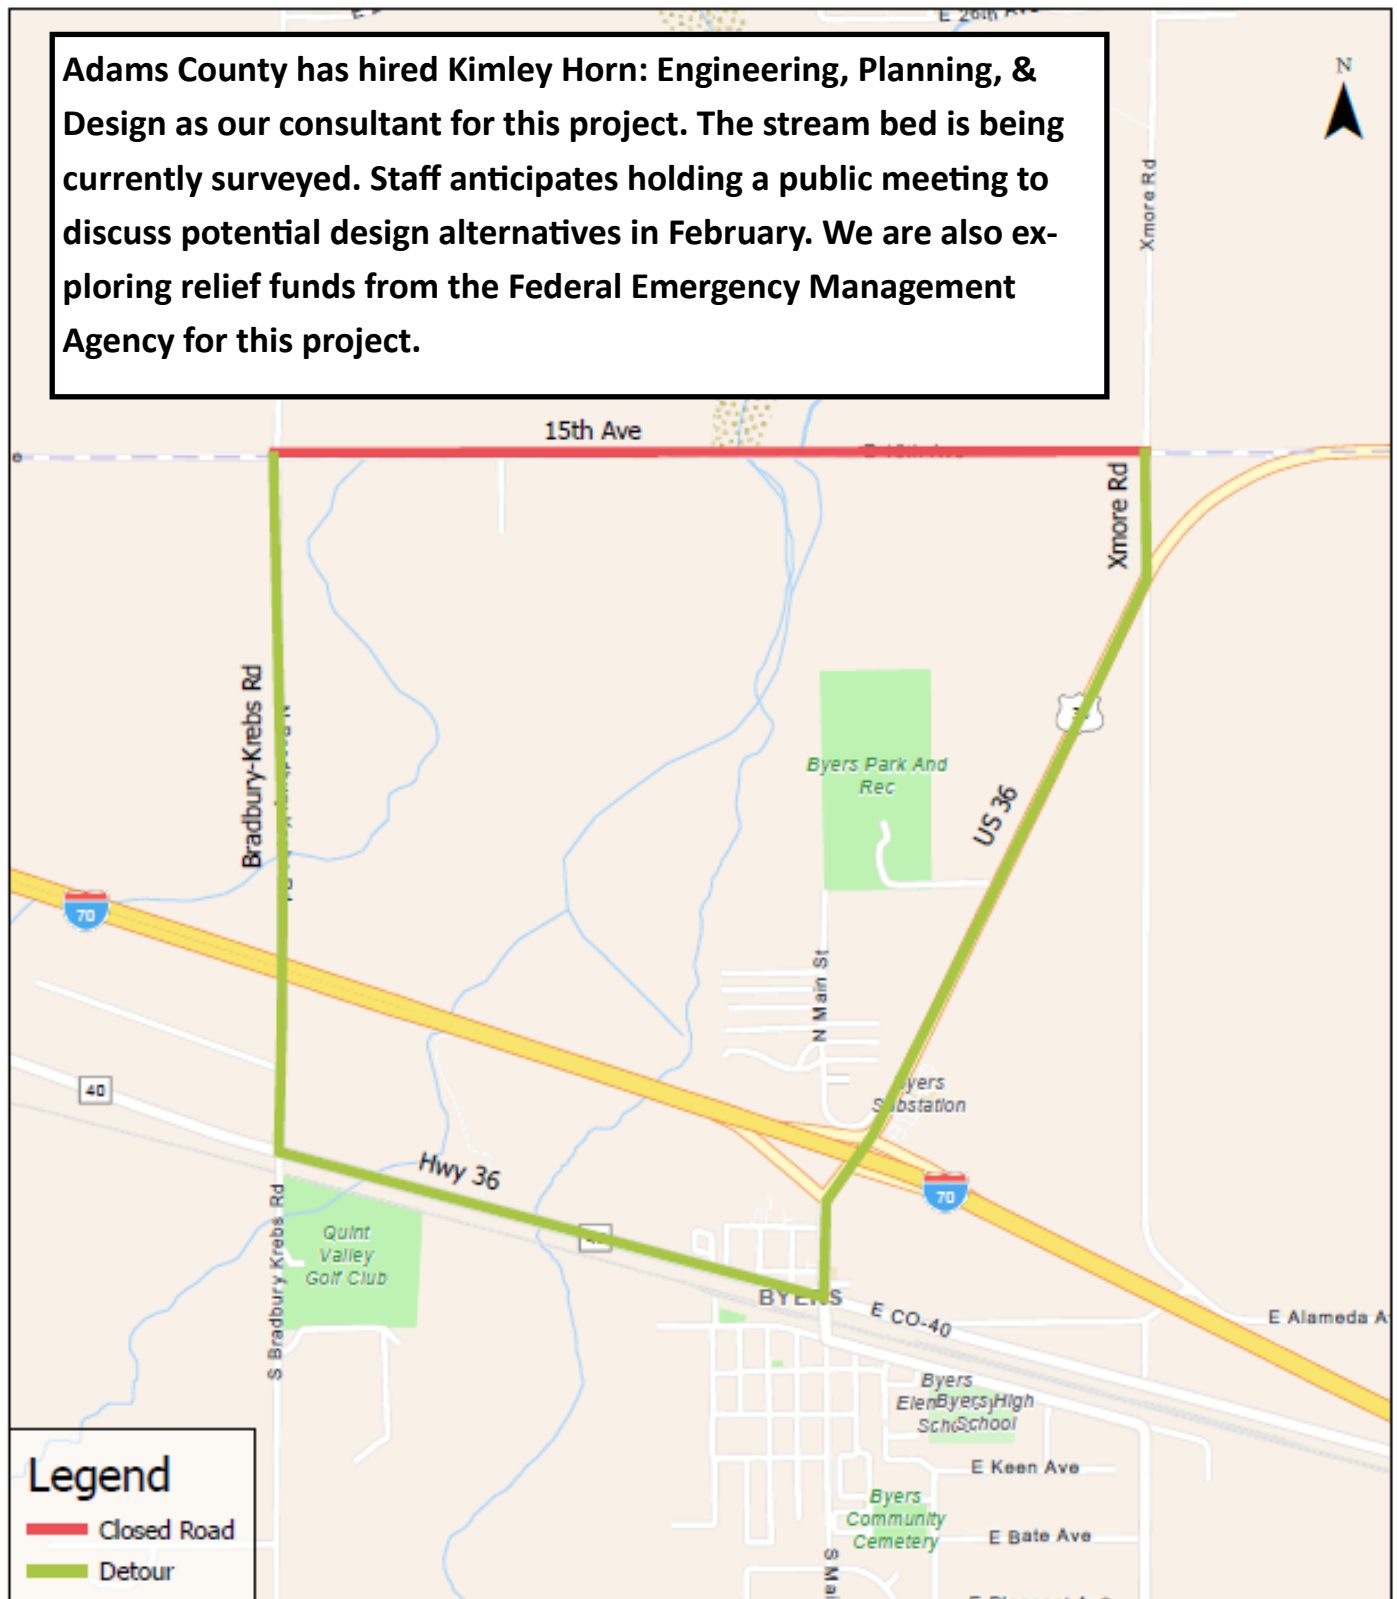 Adams County has hired Kimley Horn: Engineering, Planning, &
Design as our consultant for this project. The stream bed is being
currently surveyed. Staff anticipates holding a public meeting to
discuss potential design alternatives in February. We are also ex-
ploring relief funds from the Federal Emergency Management
Agency for this project.
N
Xmore Rd
15th Ave
Xmore Rd
Bradbury-Krebs Rd
Byers Park And
Rec
US 36
70
N Main St
40
Substation
Hwy 36
70
S Bradbury Krebs Rd
Quint
Valley
Golf Club
BYERS
E CO-40
E Alameda A
Byers
Byers High
School
E Keen Ave
Byers
Community
Cemetery
E Bate Ave
S Mai
Legend
Closed Road
Detour